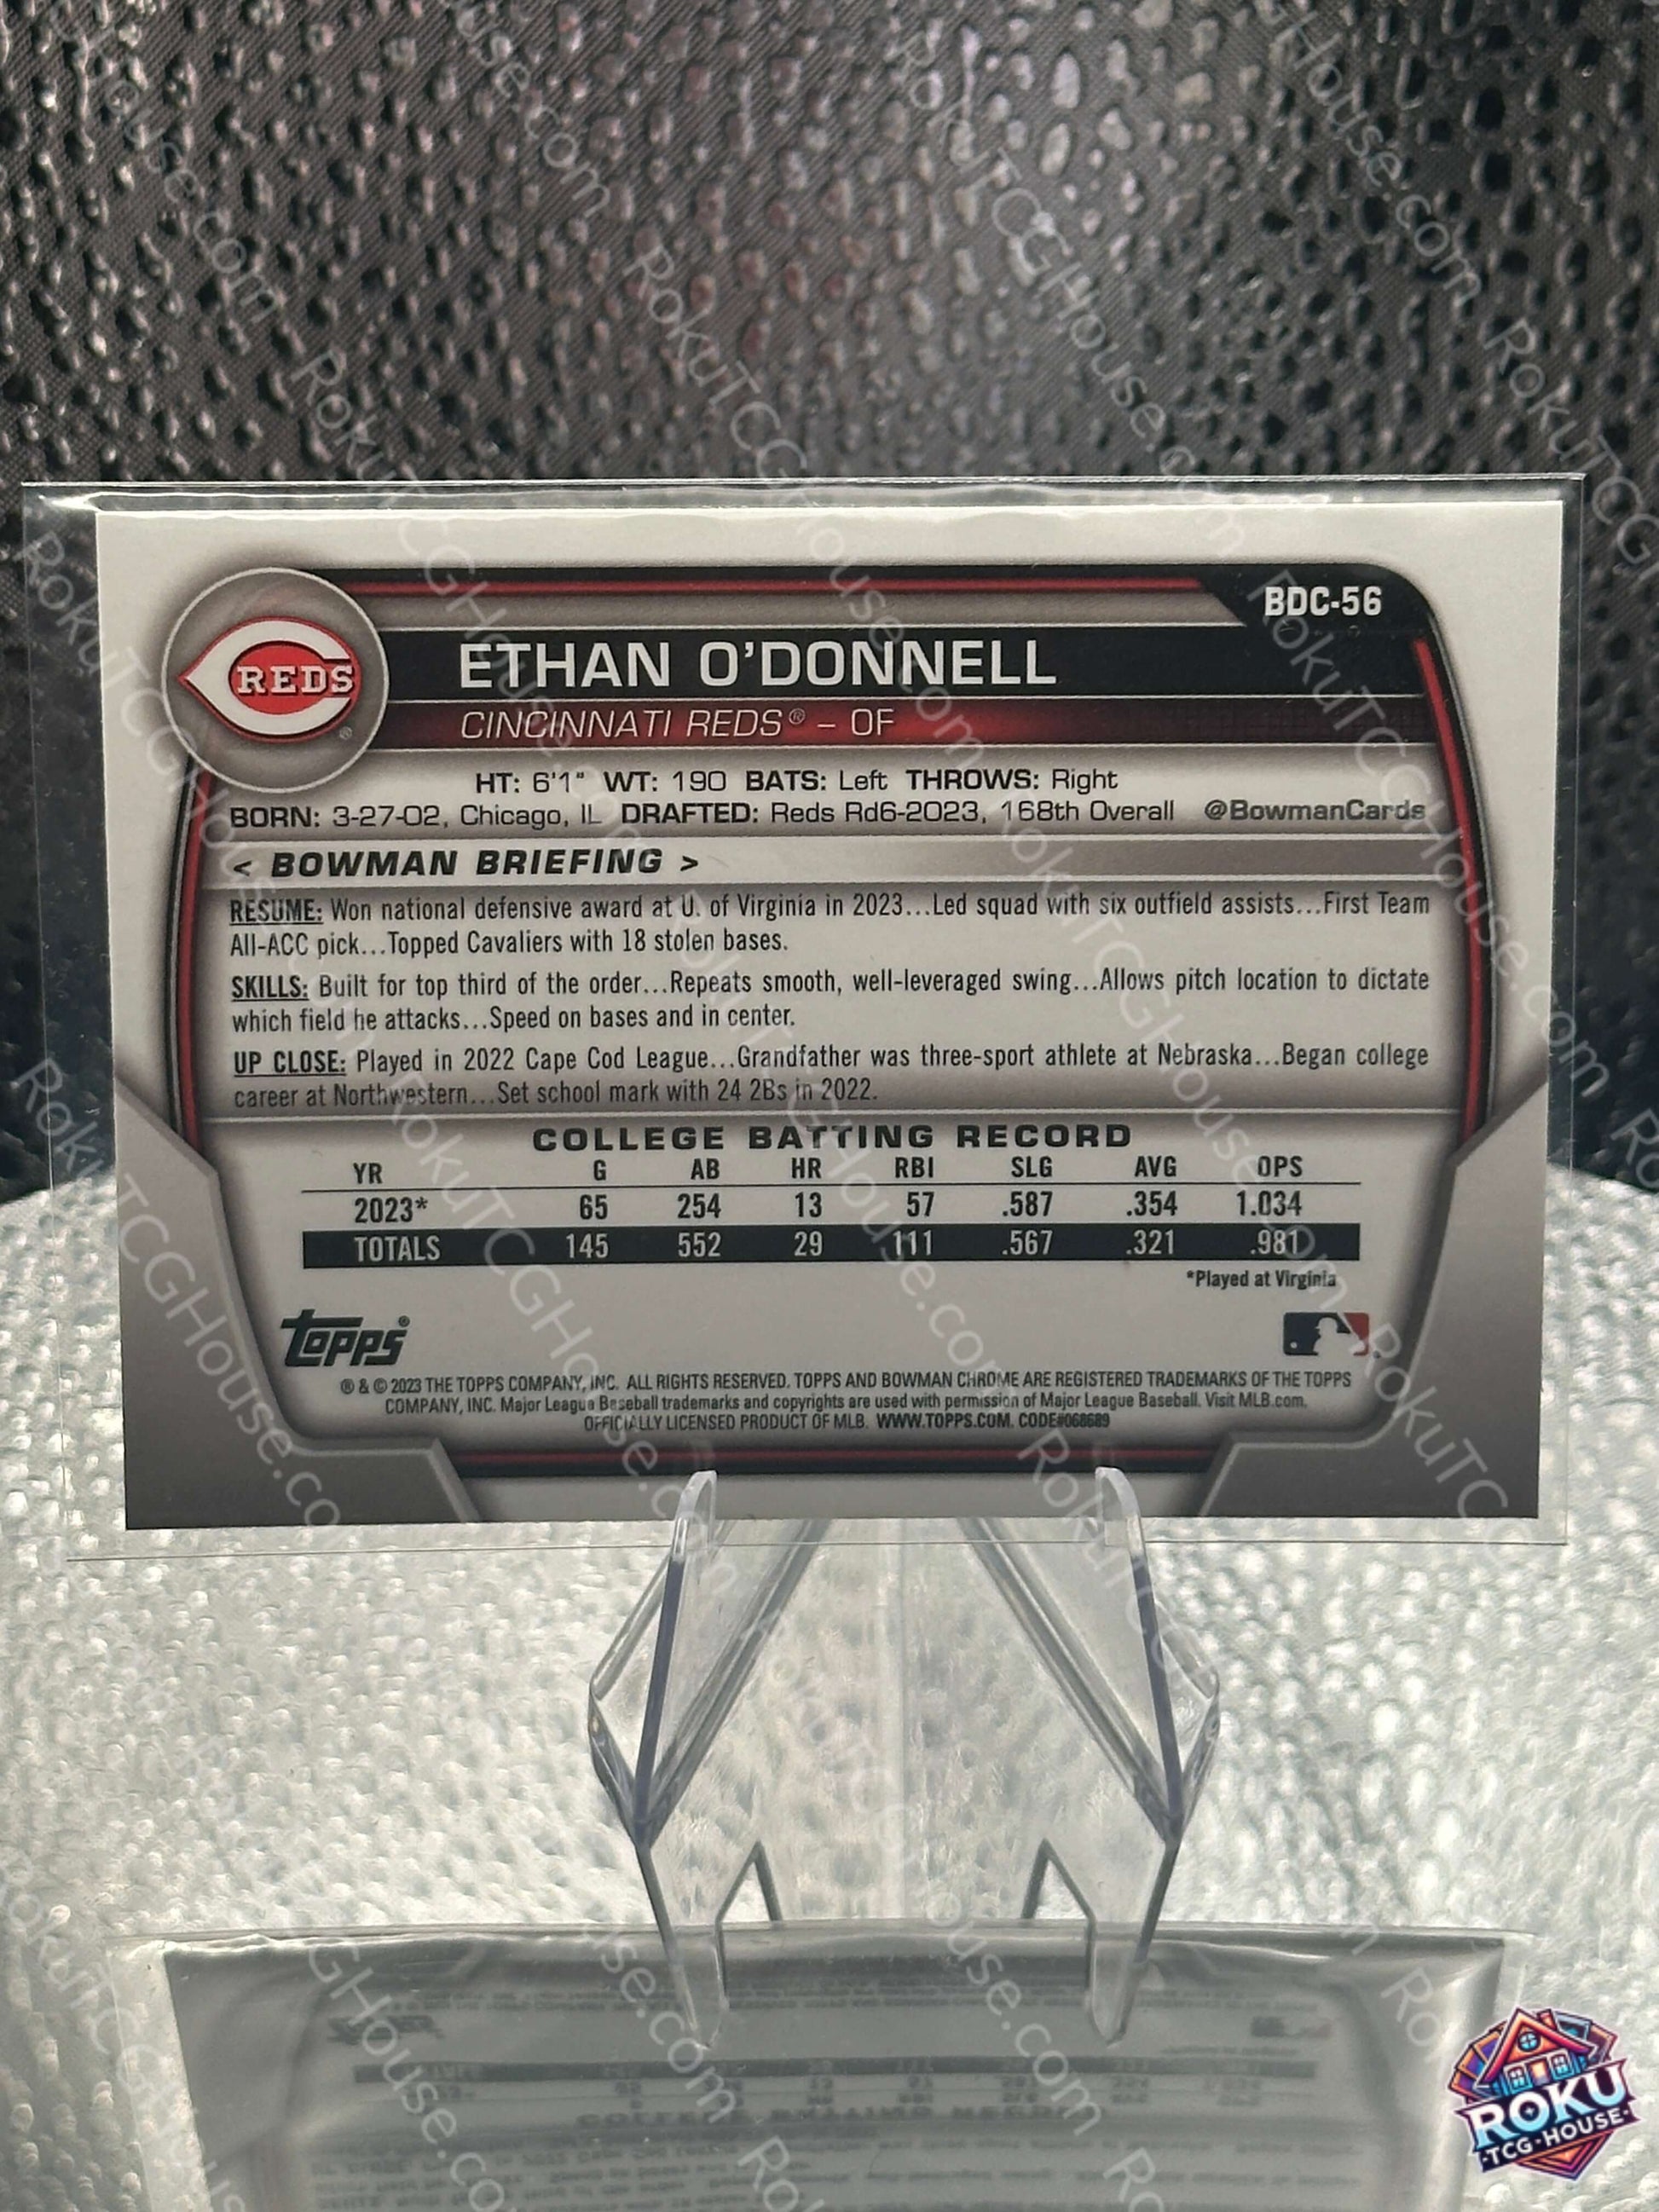 BDC-56
REDS
ETHAN O'DONNELL
CINCINNATI REDS® – OF
HT: 6'1" WT: 190 BATS: Left THROWS: Right
BORN: 3-27-02, Chicago, IL DRAFTED: Reds Rd6-2023, 168th Overall @BowmanCards
< BOWMAN BRIEFING >
RESUME: Won national defensive award at U. of Virginia in 2023...Led squad with six outfield assists...First Team
All-ACC pick...Topped Cavaliers with 18 stolen bases.
SKILLS: Built for top third of the order...Repeats smooth, well-leveraged swing...Allows pitch location to dictate
which field he attacks...Speed on bases and in center.
UP CLOSE: Played in 2022 Cape Cod League...Grandfather was three-sport athlete at Nebraska...Began college
career at Northwestern...Set school mark with 24 2Bs in 2022.
COLLEGE BATTING RECORD
YR G AB HR RBI SLG AVG OPS
2023* 65 254 13 57 .587 .354 1.034
TOTALS 145 552 29 111 .567 .321 .981
*Played at Virginia
topps®
® & © 2023 THE TOPPS COMPANY, INC. ALL RIGHTS RESERVED. TOPPS AND BOWMAN CHROME ARE REGISTERED TRADEMARKS OF THE TOPPS
COMPANY, INC. Major League Baseball trademarks and copyrights are used with permission of Major League Baseball. Visit MLB.com.
OFFICIALLY LICENSED PRODUCT OF MLB. WWW.TOPPS.COM. CODE#068689
RokuTCGHouse.com
ROKU
·TCG·HOUSE·